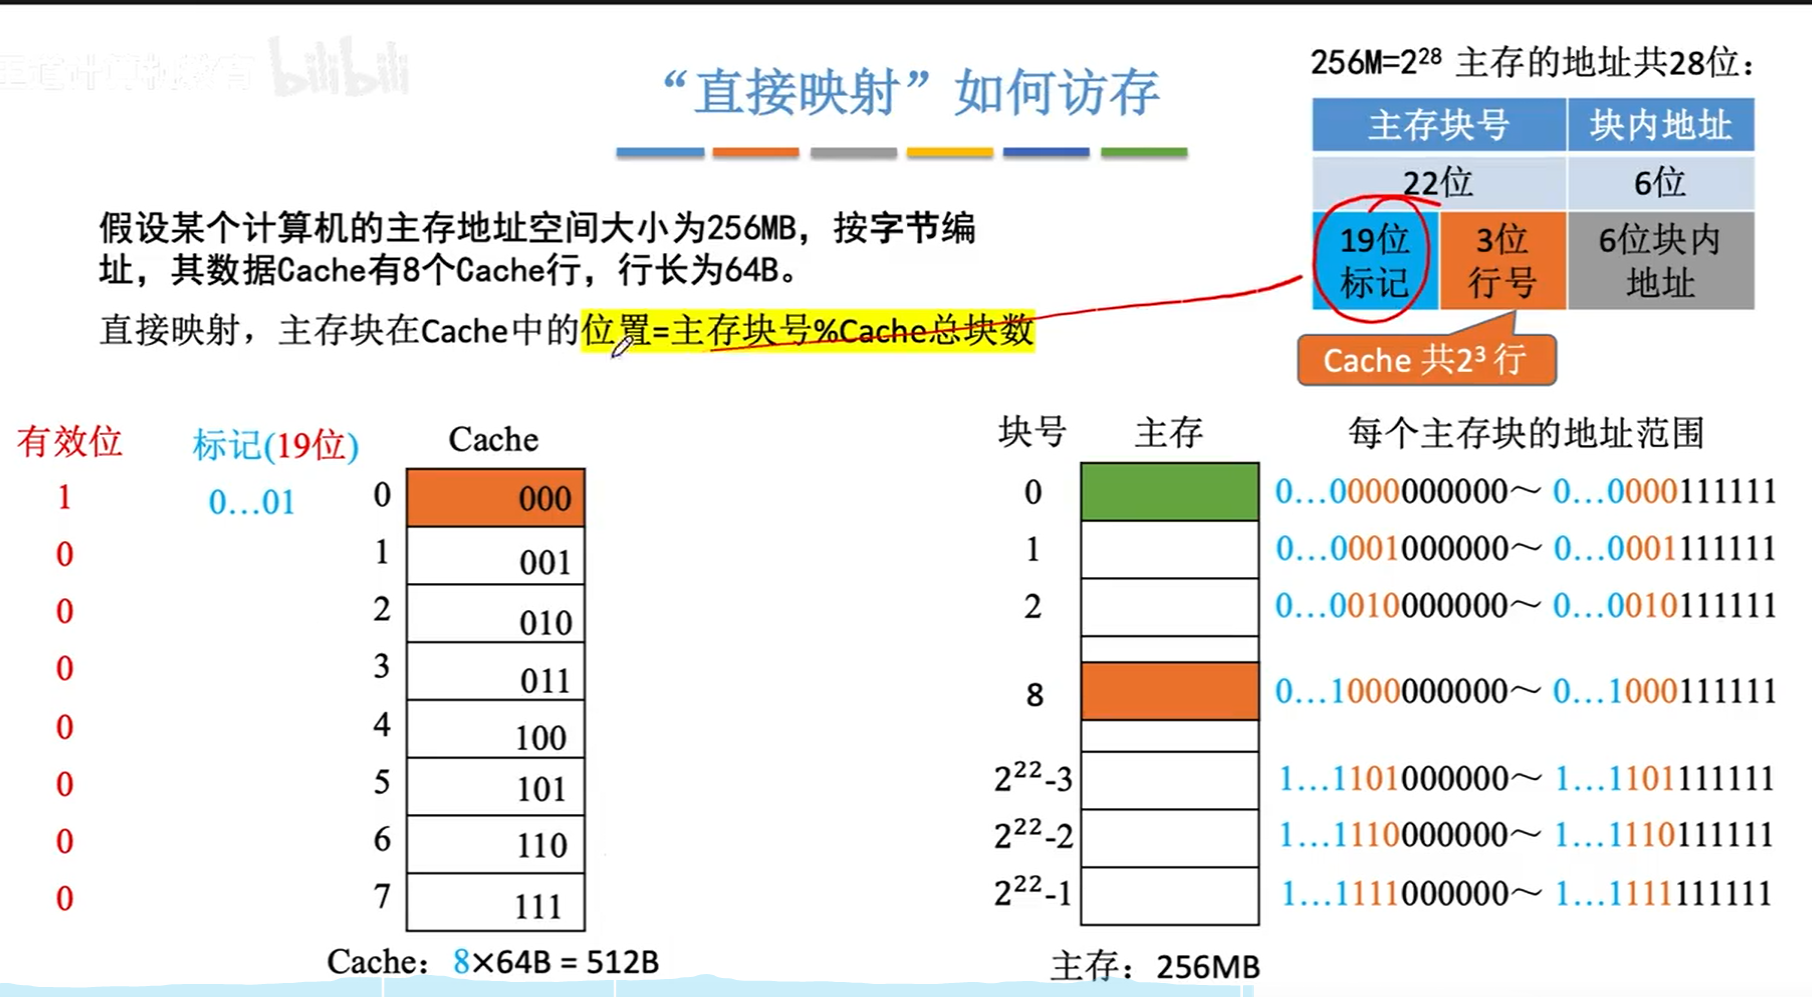 王道计算机教育 bilibili
“直接映射”如何访存
256M=2²⁸ 主存的地址共28位：
主存块号 块内地址
22位 6位
19位标记 3位行号 6位块内地址
Cache 共2³ 行
假设某个计算机的主存地址空间大小为256MB，按字节编
址，其数据Cache有8个Cache行，行长为64B。
直接映射，主存块在Cache中的位置=主存块号%Cache总块数
有效位 标记(19位) Cache
1 0…01 0 000
0 1 001
0 2 010
0 3 011
0 4 100
0 5 101
0 6 110
0 7 111
Cache：8×64B = 512B
块号 主存 每个主存块的地址范围
0 0…0000000000～ 0…0000111111
1 0…0001000000～ 0…0001111111
2 0…0010000000～ 0…0010111111
8 0…1000000000～ 0…1000111111
2²²-3 1…1101000000～ 1…1101111111
2²²-2 1…1110000000～ 1…1110111111
2²²-1 1…1111000000～ 1…1111111111
主存：256MB